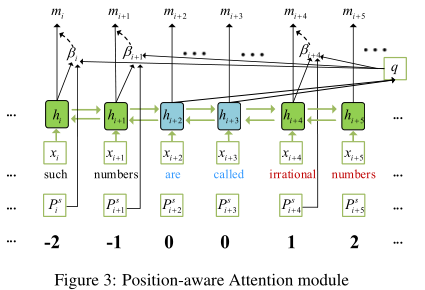 m_i m_{i+1} m_{i+2} m_{i+3} m_{i+4} m_{i+5}
β_i β_{i+1} ••• ••• β_{i+4} •••
q
... h_i h_{i+1} h_{i+2} h_{i+3} h_{i+4} h_{i+5} ...
... x_i x_{i+1} x_{i+2} x_{i+3} x_{i+4} x_{i+5} ...
... such numbers are called irrational numbers ...
... P_i^s P_{i+1}^s P_{i+2}^s P_{i+3}^s P_{i+4}^s P_{i+5}^s ...
... -2 -1 0 0 1 2 ...
Figure 3: Position-aware Attention module